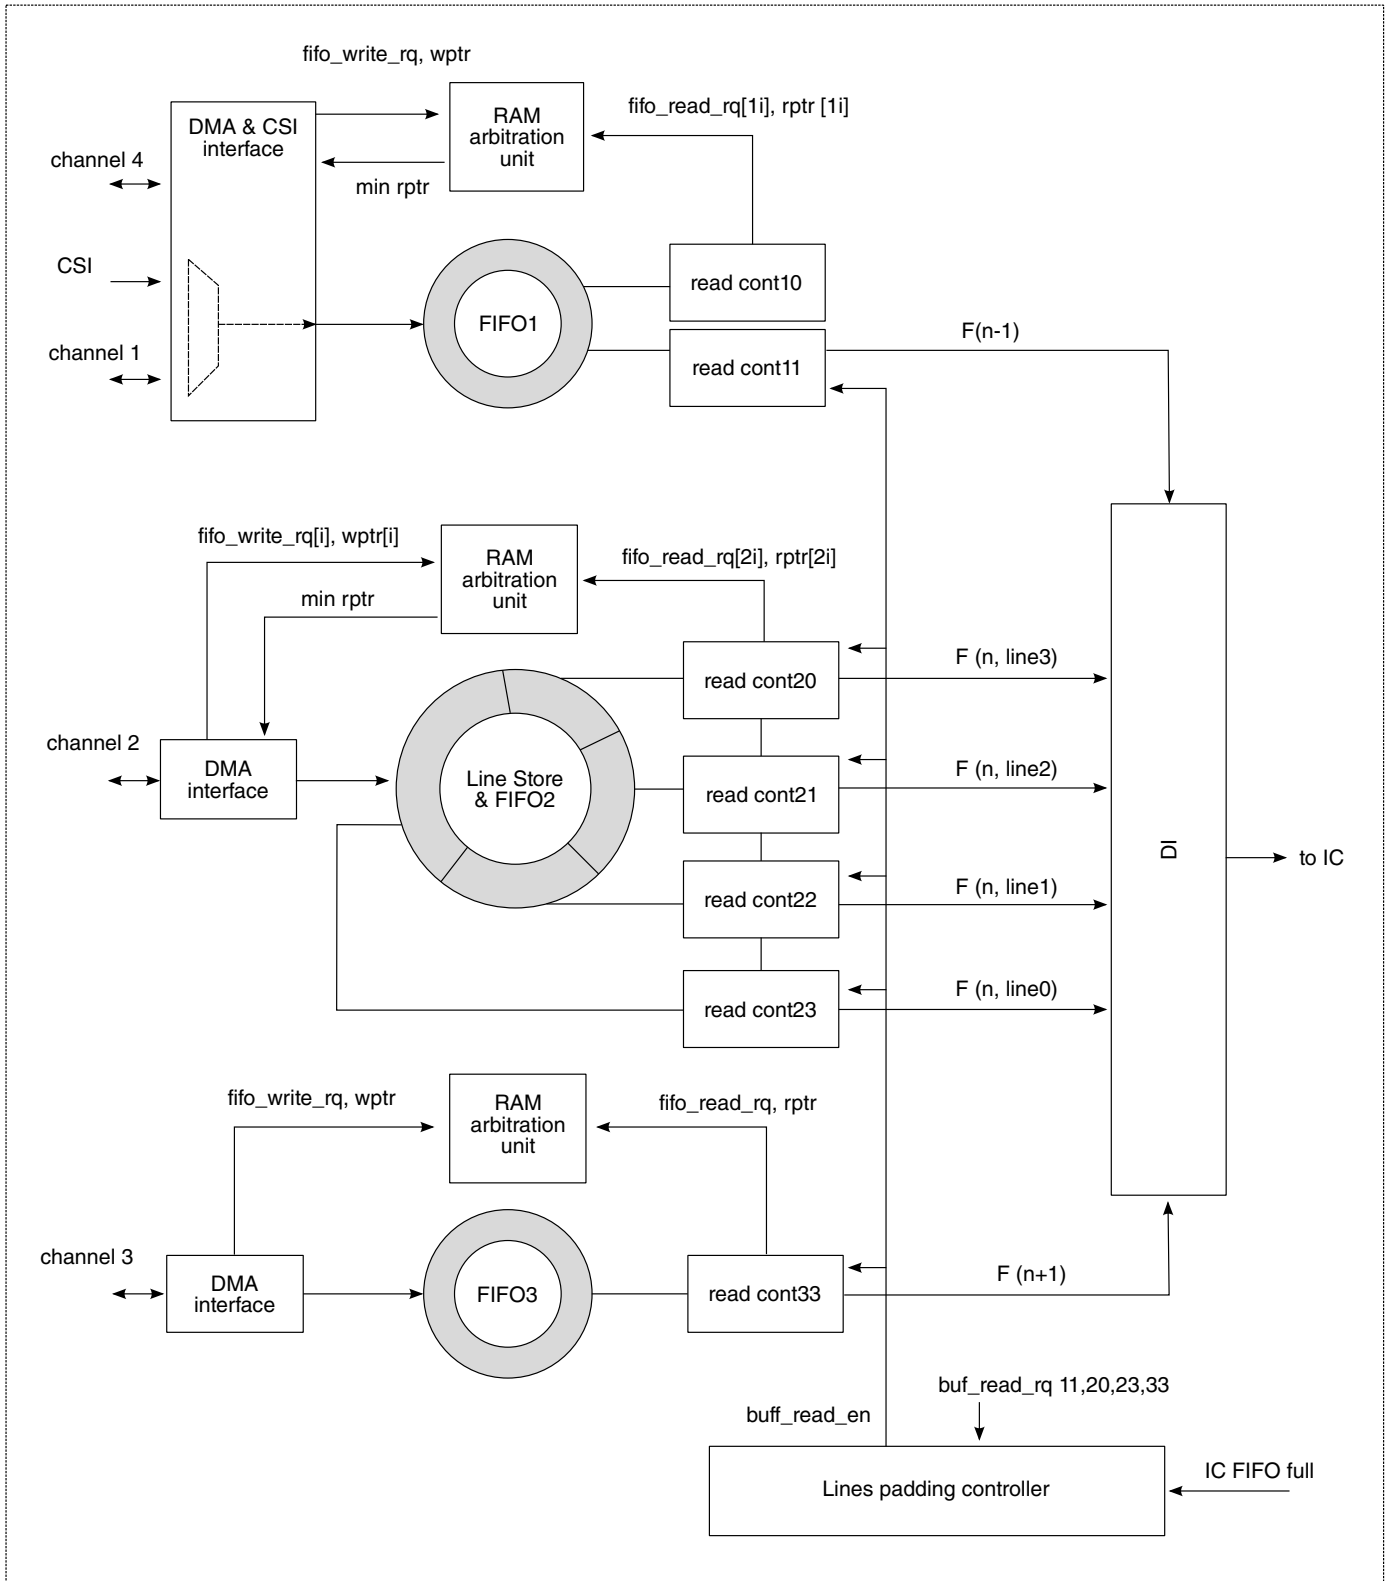 fifo_write_rq, wptr
DMA & CSI
interface
RAM
arbitration
unit
fifo_read_rq[1i], rptr [1i]
channel 4
min rptr
CSI
channel 1
FIFO1
read cont10
read cont11
F(n-1)
fifo_write_rq[i], wptr[i]
RAM
arbitration
unit
fifo_read_rq[2i], rptr[2i]
min rptr
channel 2
DMA
interface
Line Store
& FIFO2
read cont20
F (n, line3)
read cont21
F (n, line2)
read cont22
F (n, line1)
read cont23
F (n, line0)
DI
to IC
fifo_write_rq, wptr
RAM
arbitration
unit
fifo_read_rq, rptr
channel 3
DMA
interface
FIFO3
read cont33
F (n+1)
buf_read_rq 11,20,23,33
buff_read_en
Lines padding controller
IC FIFO full